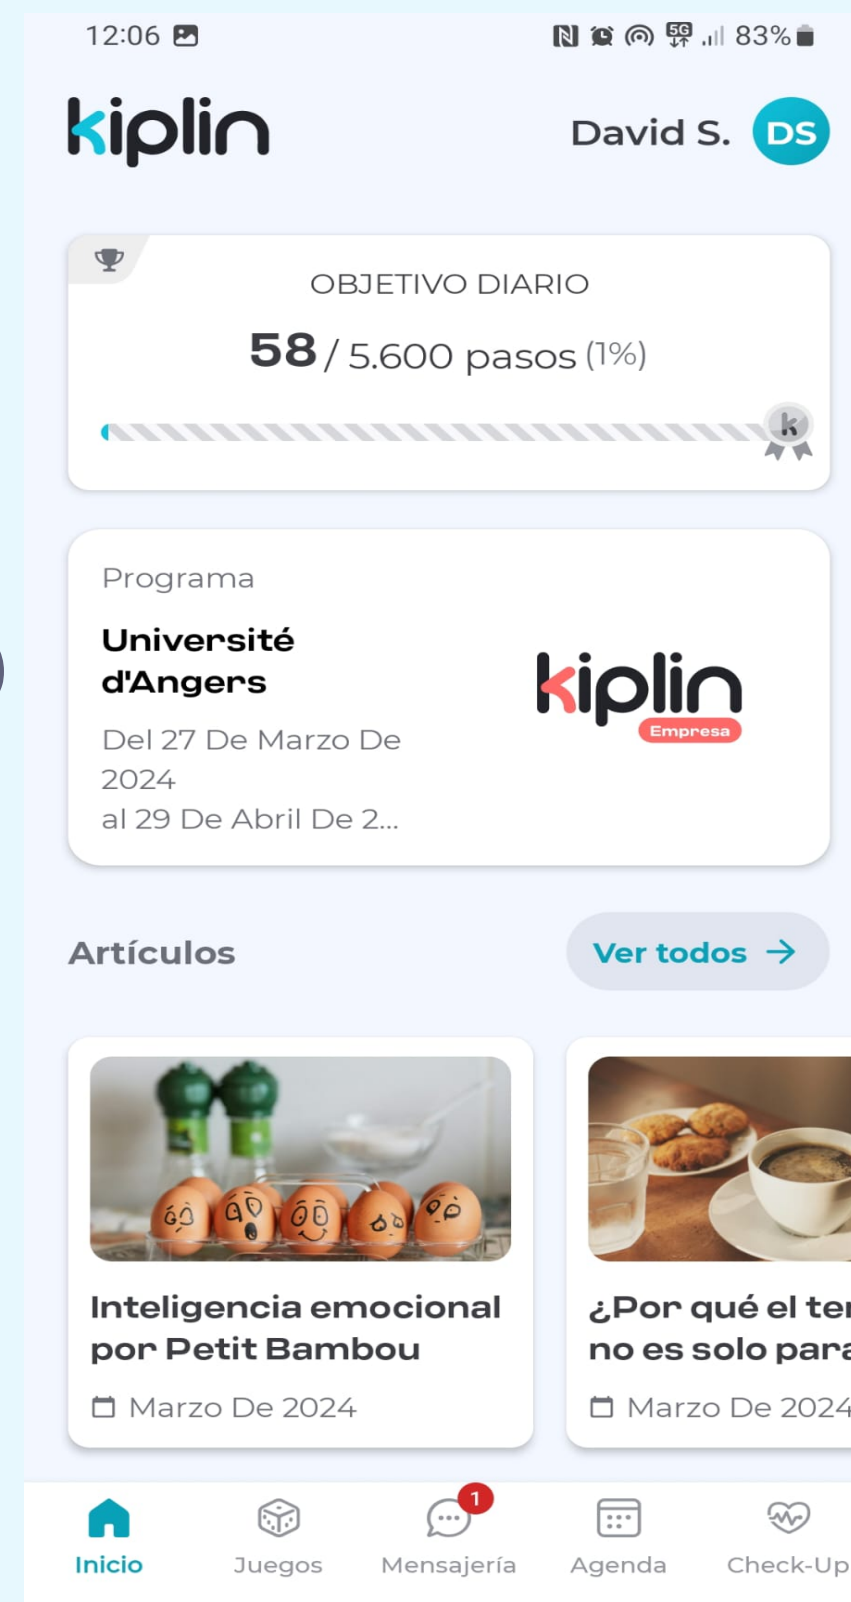 12:06
5G
83%
kiplin
David S.
DS
OBJETIVO DIARIO
58 / 5.600 pasos (1%)
k
Programa
Université
d'Angers
Del 27 De Marzo De
2024
al 29 De Abril De 2...
kiplin
Empresa
Artículos
Ver todos →
Inteligencia emocional
por Petit Bambou
Marzo De 2024
¿Por qué el
no es solo
Marzo De 2024
1
Inicio
Juegos
Mensajería
Agenda
Check-Up